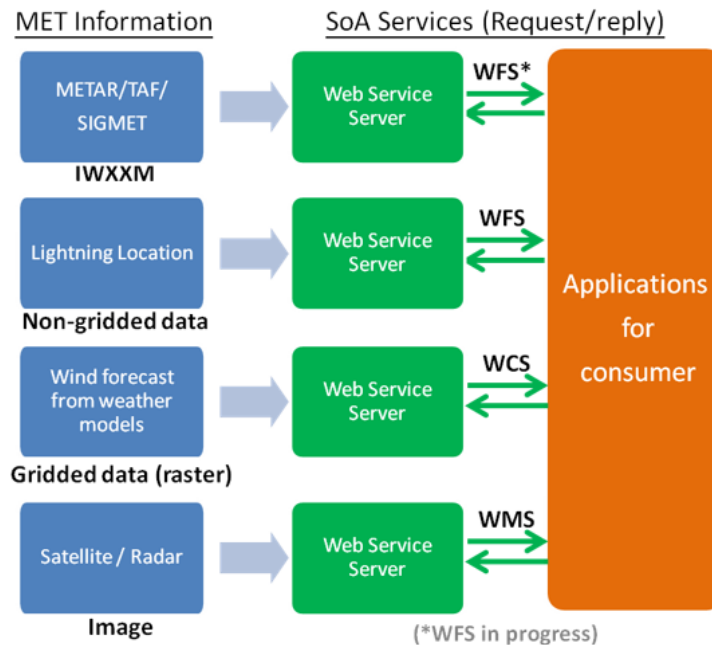 MET Information
SoA Services (Request/reply)
METAR/TAF/
SIGMET
IWXXM
Web Service
Server
WFS*
Lightning Location
Non-gridded data
Web Service
Server
WFS
Wind forecast
from weather
models
Gridded data (raster)
Web Service
Server
WCS
Satellite / Radar
Image
Web Service
Server
WMS
Applications
for
consumer
(*WFS in progress)